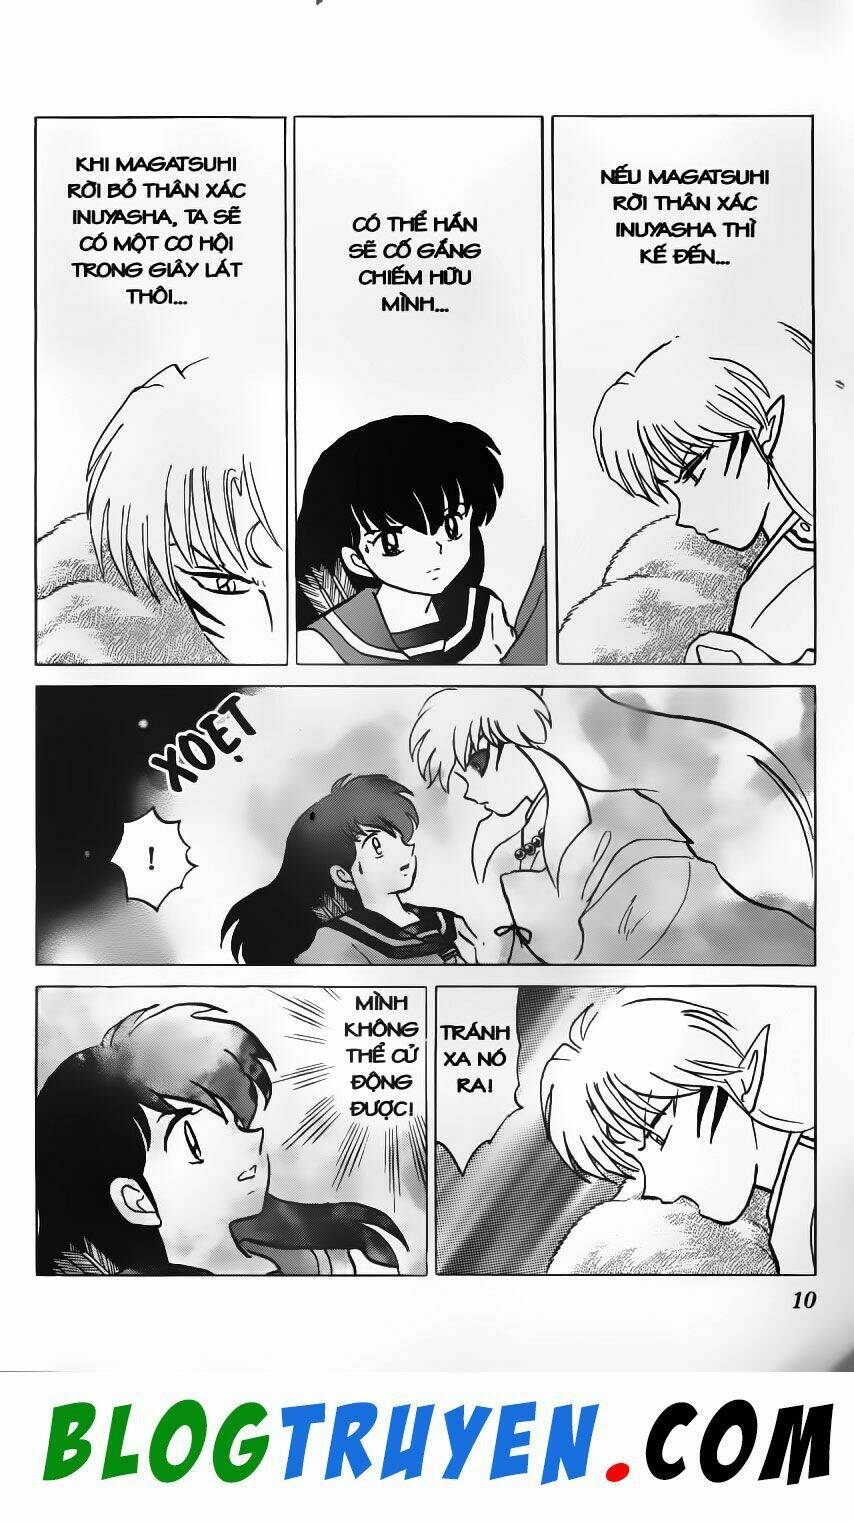 NẾU MAGATSUHI
RỜI THÂN XÁC
INUYASHA THÌ
KẾ ĐẾN...
CÓ THỂ HẮN
SẼ CỐ GẮNG
CHIẾM HỮU
MÌNH...
KHI MAGATSUHI
RỜI BỎ THÂN XÁC
INUYASHA, TA SẼ
CÓ MỘT CƠ HỘI
TRONG GIÂY LÁT
THÔI...
XOẸT
!
TRÁNH
XA NÓ
RA!
MÌNH
KHÔNG
THỂ CỬ
ĐỘNG
ĐƯỢC!
10
BLOGTRUYEN.COM